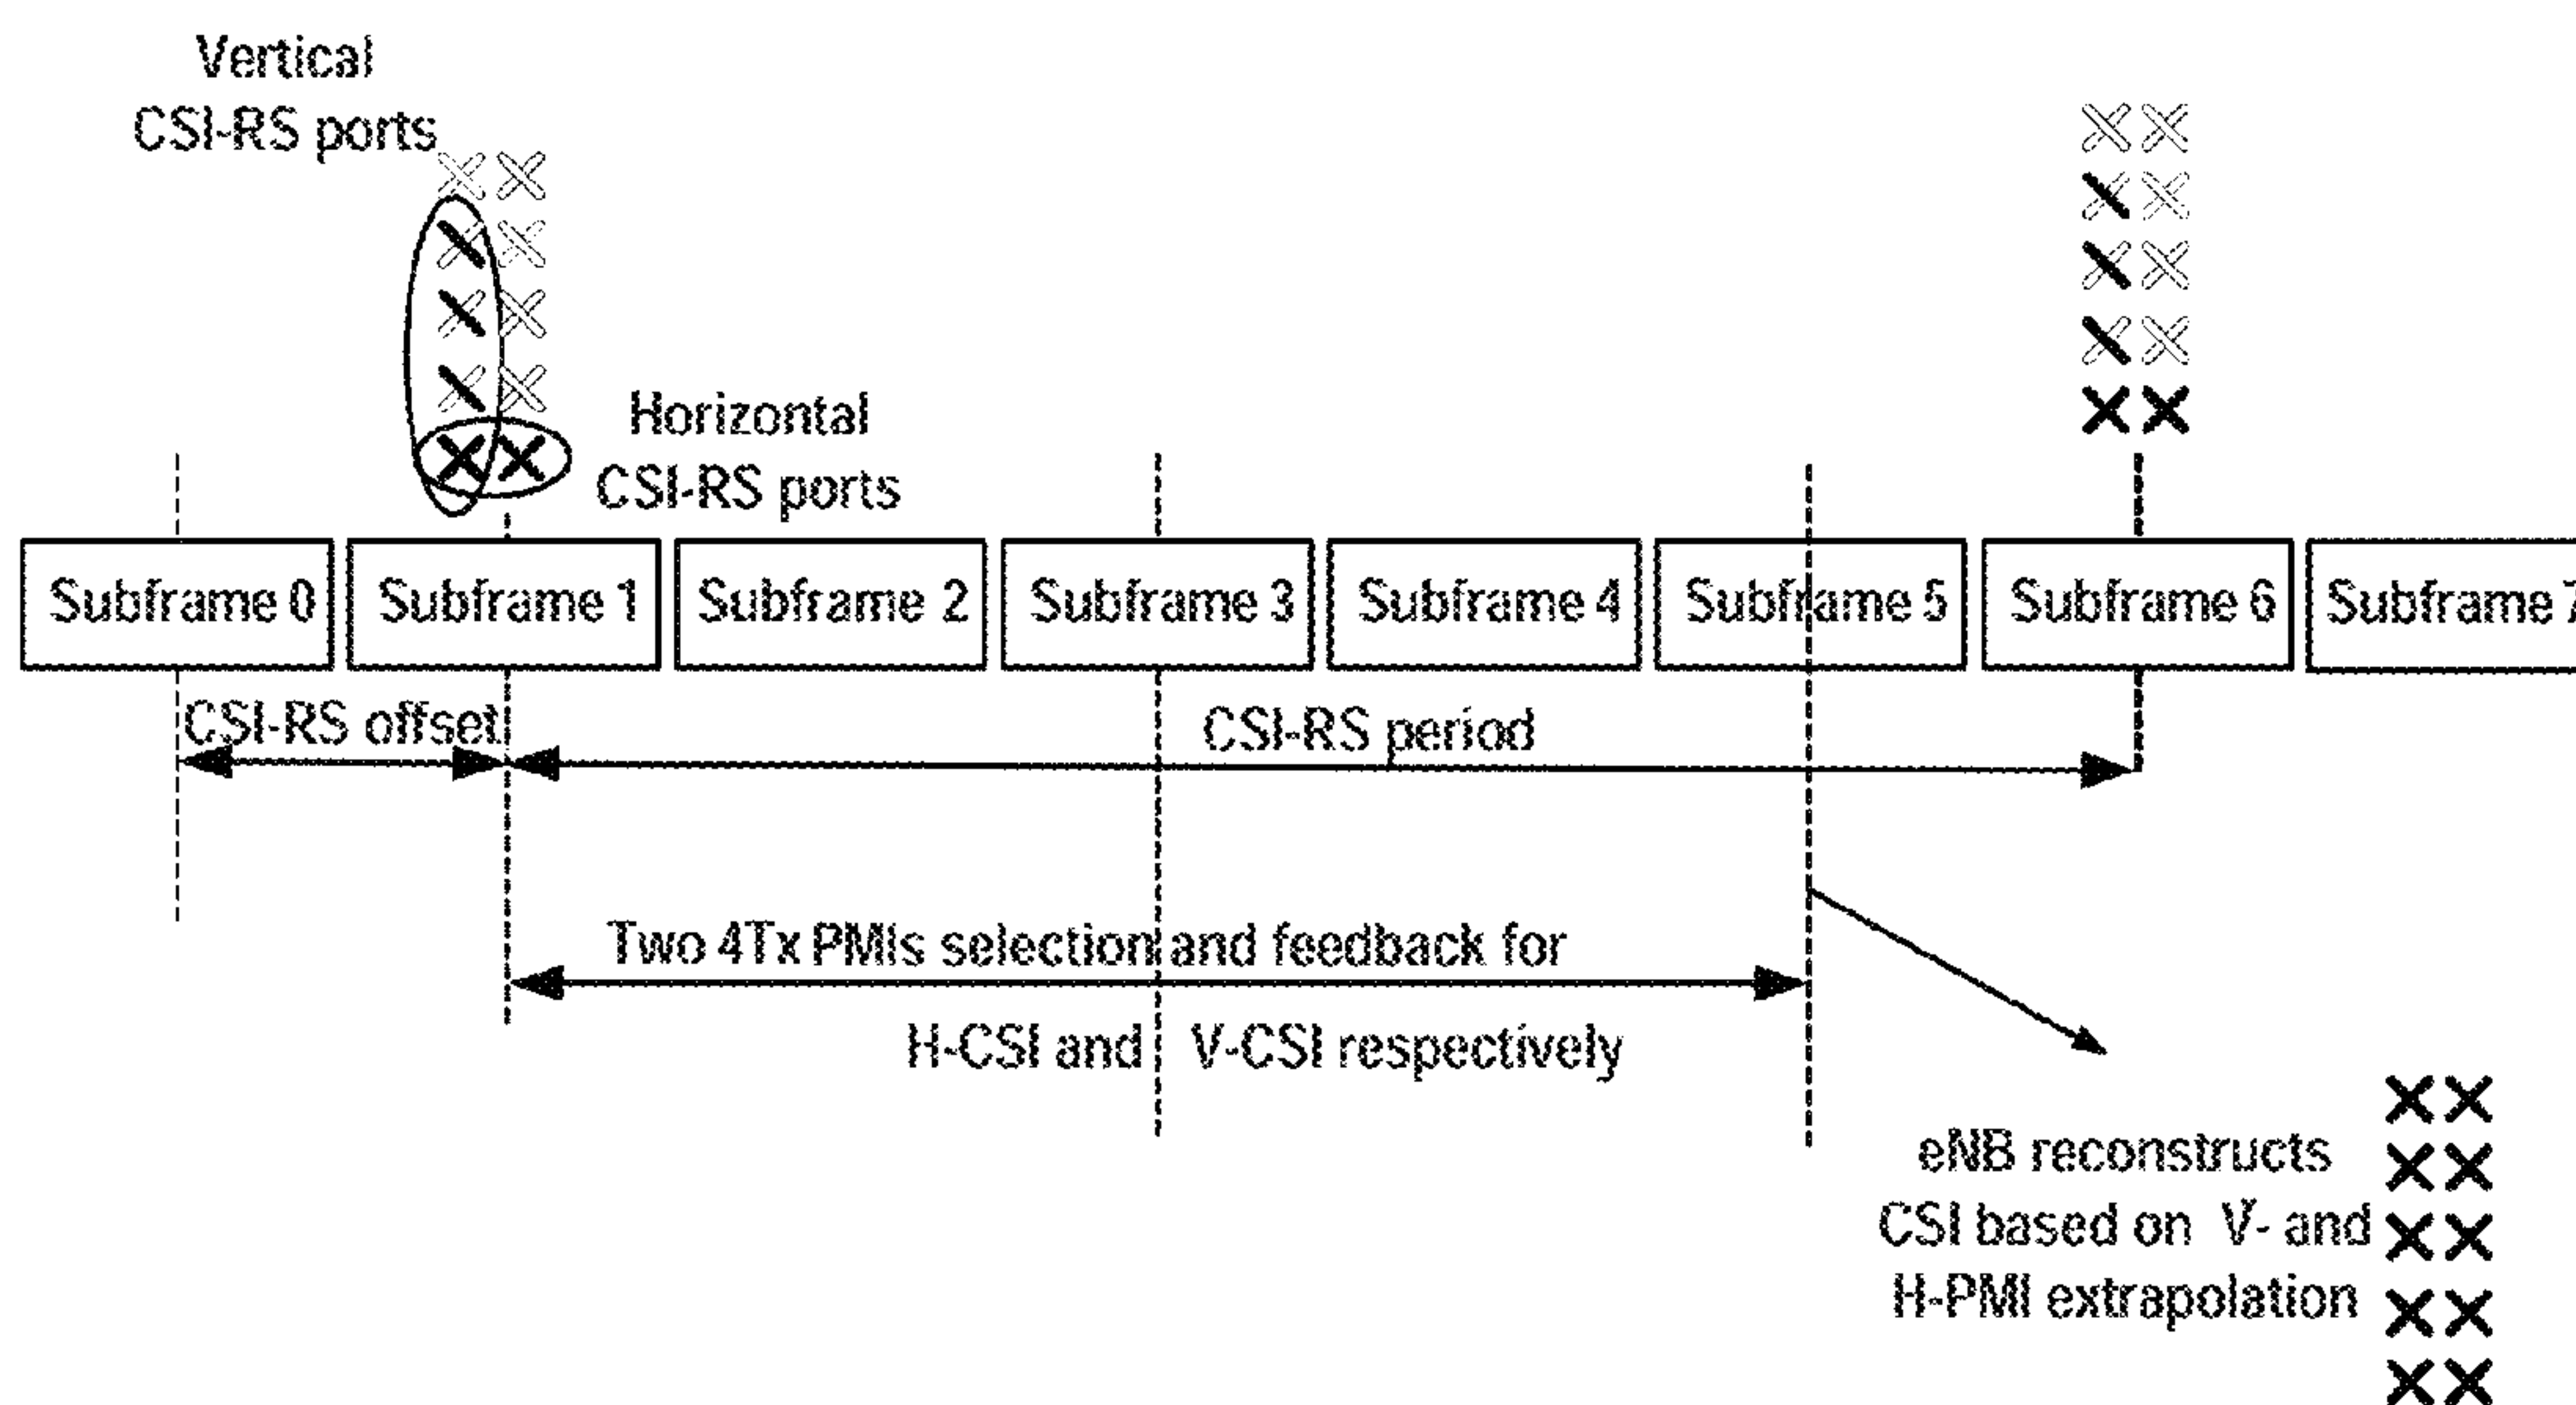 Vertical
CSI-RS ports
Horizontal
CSI-RS ports
Subframe 0
Subframe 1
Subframe 2
Subframe 3
Subframe 4
Subframe 5
Subframe 6
Subframe 7
CSI-RS offset
CSI-RS period
Two 4Tx PMIs selection and feedback for
H-CSI and V-CSI respectively
eNB reconstructs
CSI based on V- and
H-PMI extrapolation